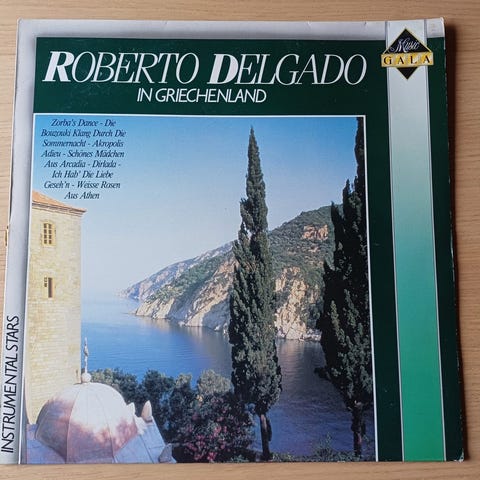 ROBERTO DELGADO
IN GRIECHENLAND
Music
GALA
Zorba's Dance - Die
Bouzouki Klang Durch Die
Sommernacht - Akropolis
Adieu - Schönes Mädchen
Aus Arcadia - Dirlada -
Ich Hab' Die Liebe
Geseh'n - Weisse Rosen
Aus Athen
INSTRUMENTAL STARS